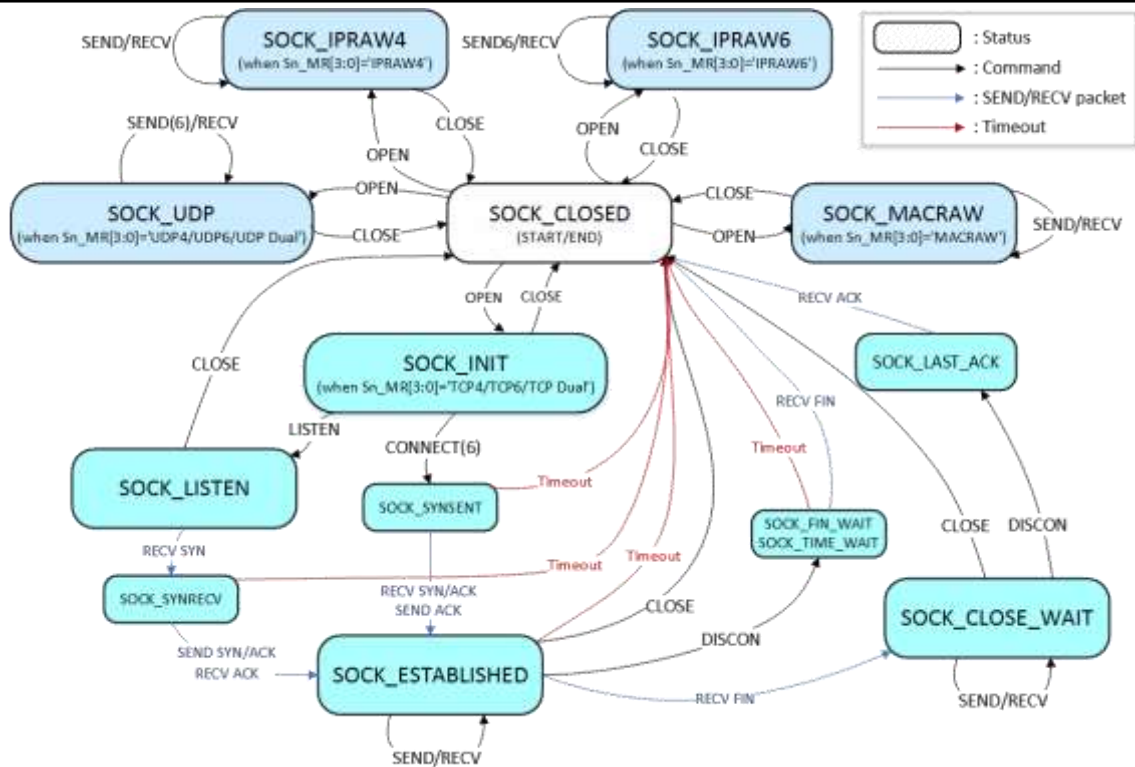 SEND/RECV
SOCK_IPRAW4
(when Sn_MR[3:0]='IPRAW4')
SEND6/RECV
SOCK_IPRAW6
(when Sn_MR[3:0]='IPRAW6')
: Status
: Command
: SEND/RECV packet
: Timeout
SEND(6)/RECV
CLOSE
OPEN
OPEN
CLOSE
OPEN
CLOSE
SOCK_UDP
(when Sn_MR[3:0]='UDP4/UDP6/UDP Dual')
CLOSE
SOCK_CLOSED
(START/END)
OPEN
SOCK_MACRAW
(when Sn_MR[3:0]='MACRAW')
SEND/RECV
OPEN
CLOSE
RECV ACK
CLOSE
SOCK_INIT
(when Sn_MR[3:0]='TCP4/TCP6/TCP Dual')
SOCK_LAST_ACK
RECV FIN
LISTEN
CONNECT(6)
Timeout
SOCK_LISTEN
Timeout
SOCK_SYNSENT
SOCK_FIN_WAIT
SOCK_TIME_WAIT
CLOSE
DISCON
RECV SYN
Timeout
Timeout
SOCK_SYNRECV
RECV SYN/ACK
SEND ACK
CLOSE
SOCK_CLOSE_WAIT
DISCON
SEND SYN/ACK
RECV ACK
SOCK_ESTABLISHED
RECV FIN
SEND/RECV
SEND/RECV